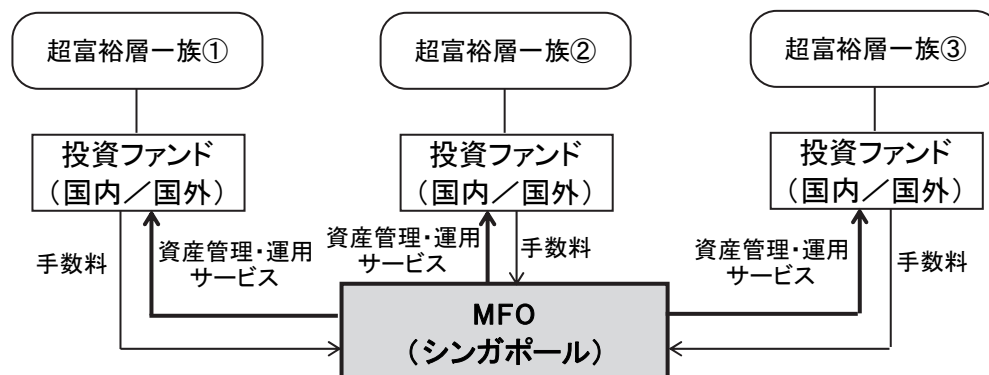 超富裕層一族①
超富裕層一族②
超富裕層一族③
投資ファンド
(国内／国外)
投資ファンド
(国内／国外)
投資ファンド
(国内／国外)
手数料
資産管理・運用
サービス
資産管理・運用
サービス
手数料
資産管理・運用
サービス
手数料
MFO
(シンガポール)